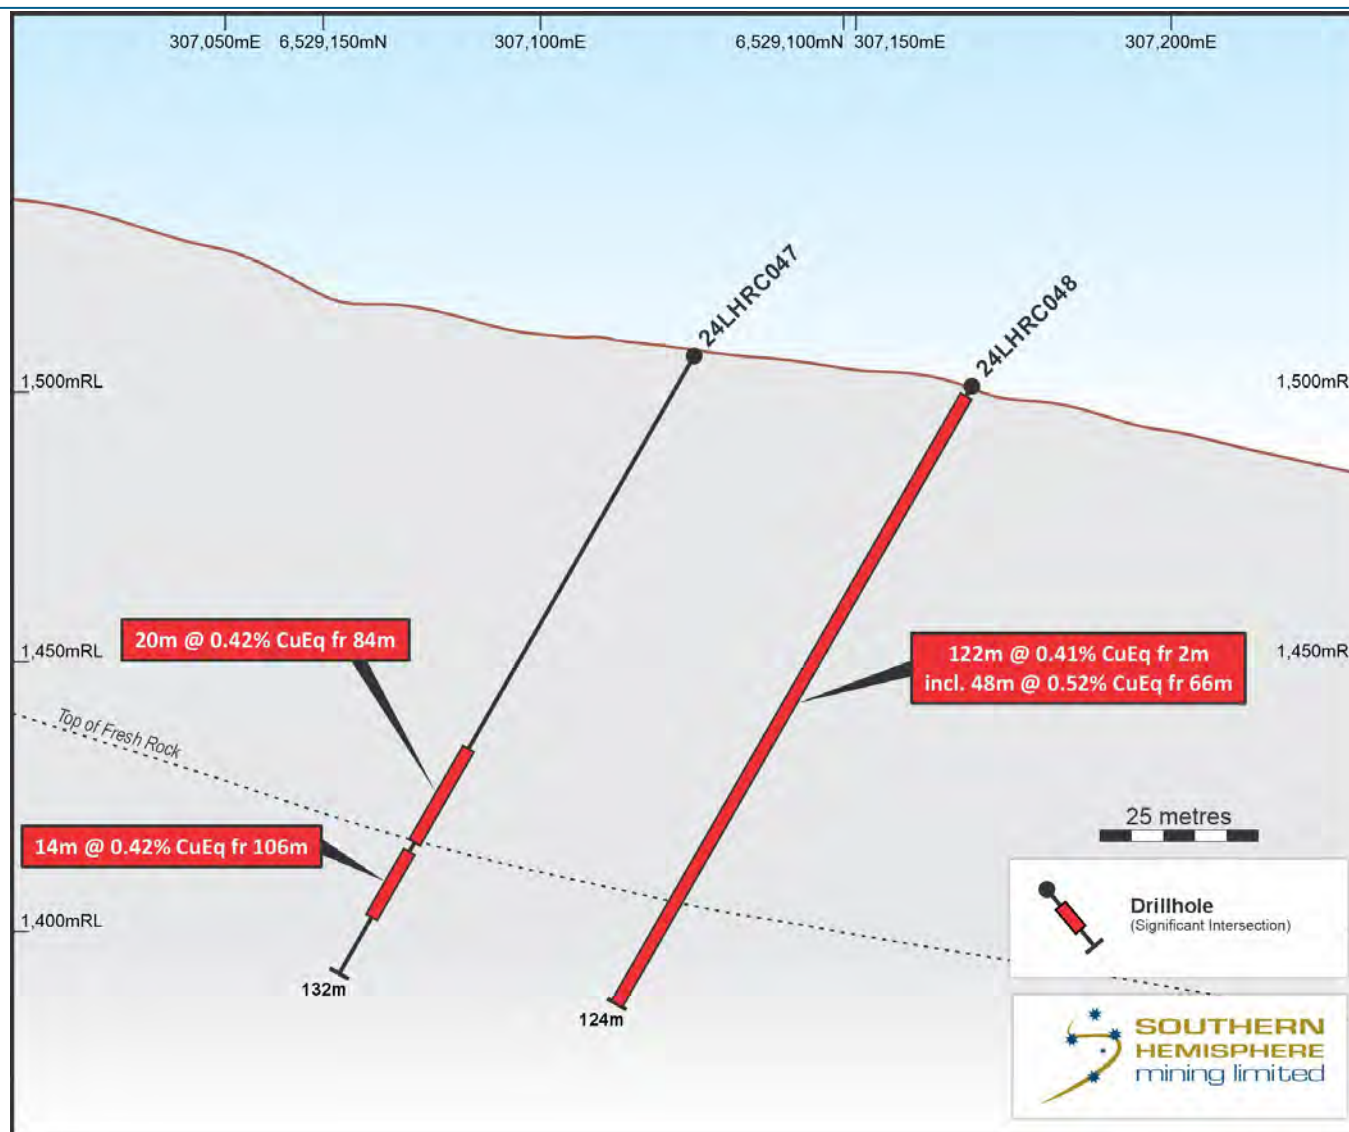 307,050mE 6,529,150mN 307,100mE 6,529,100mN 307,150mE 307,200mE
24LHRC047
24LHRC048
1,500mRL 1,500mR
20m @ 0.42% CuEq fr 84m
122m @ 0.41% CuEq fr 2m
incl. 48m @ 0.52% CuEq fr 66m
1,450mRL 1,450mR
Top of Fresh Rock
25 metres
14m @ 0.42% CuEq fr 106m
Drillhole
(Significant Intersection)
1,400mRL
132m
124m
SOUTHERN
HEMISPHERE
mining limited